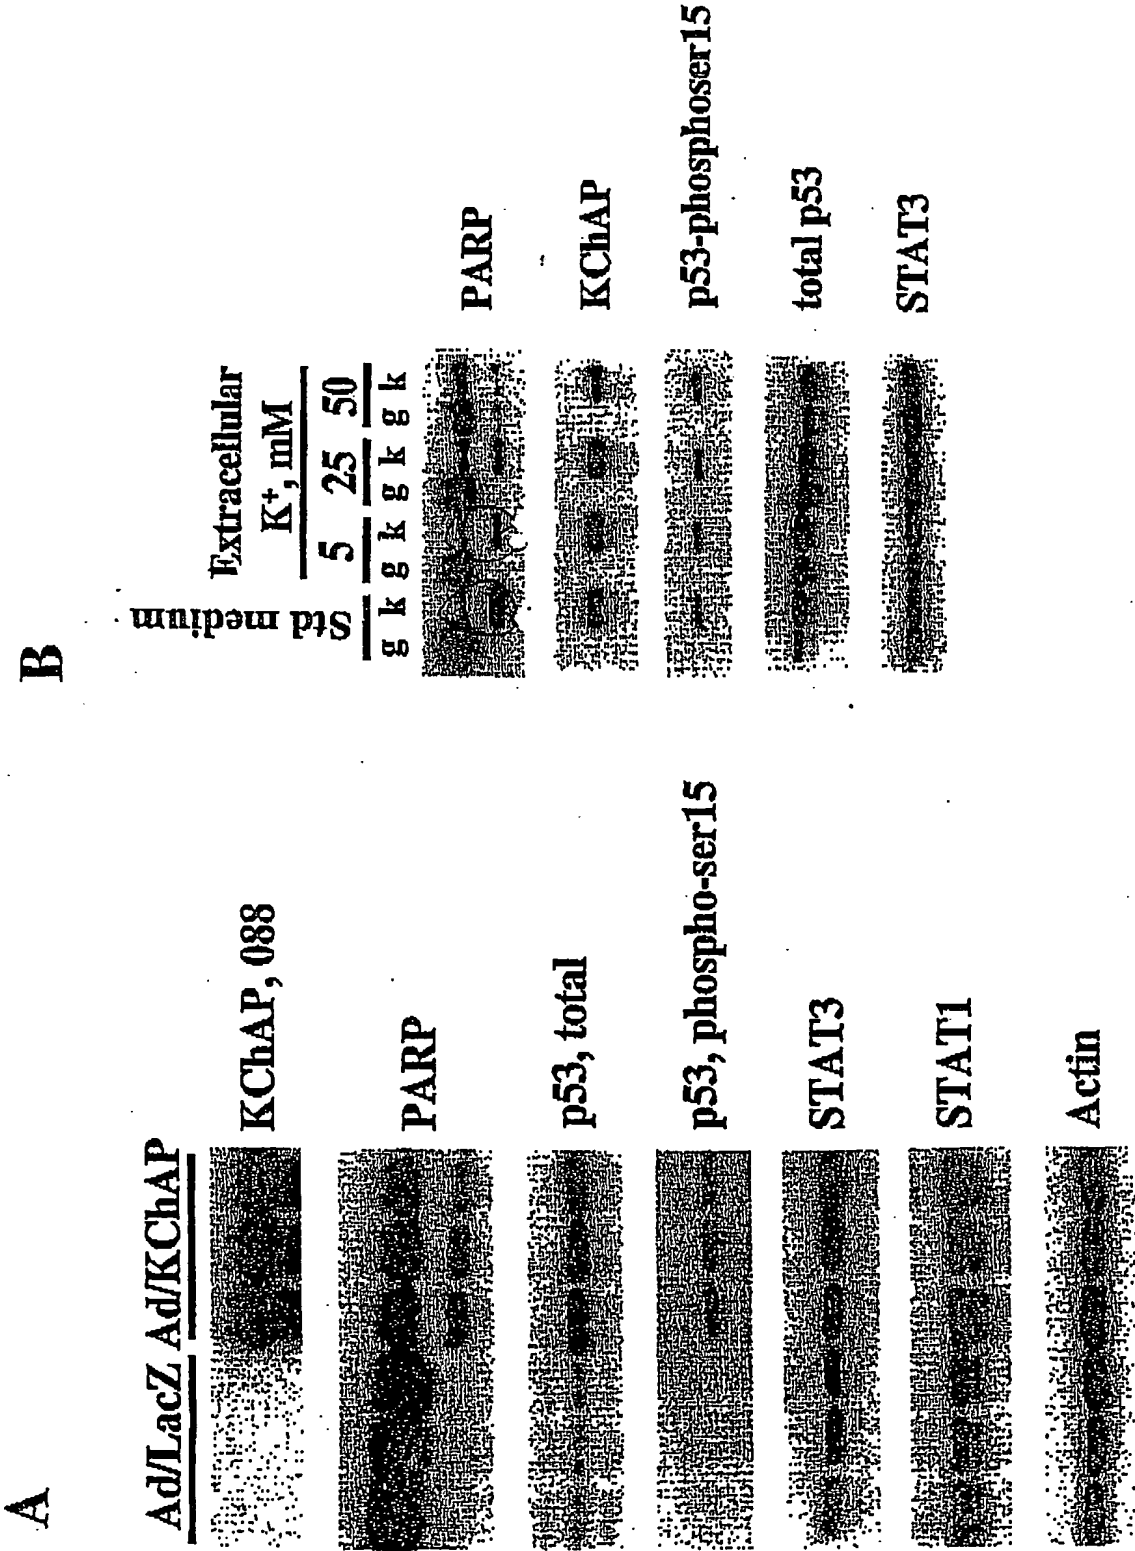 A
Ad/LacZ Ad/KChAP
KChAP, 088
PARP
p53, total
p53, phospho-ser15
STAT3
STAT1
Actin
B
Extracellular
K+, mM
Std medium 5 25 50
g k g k g k g k
PARP
KChAP
p53-phosphoser15
total p53
STAT3